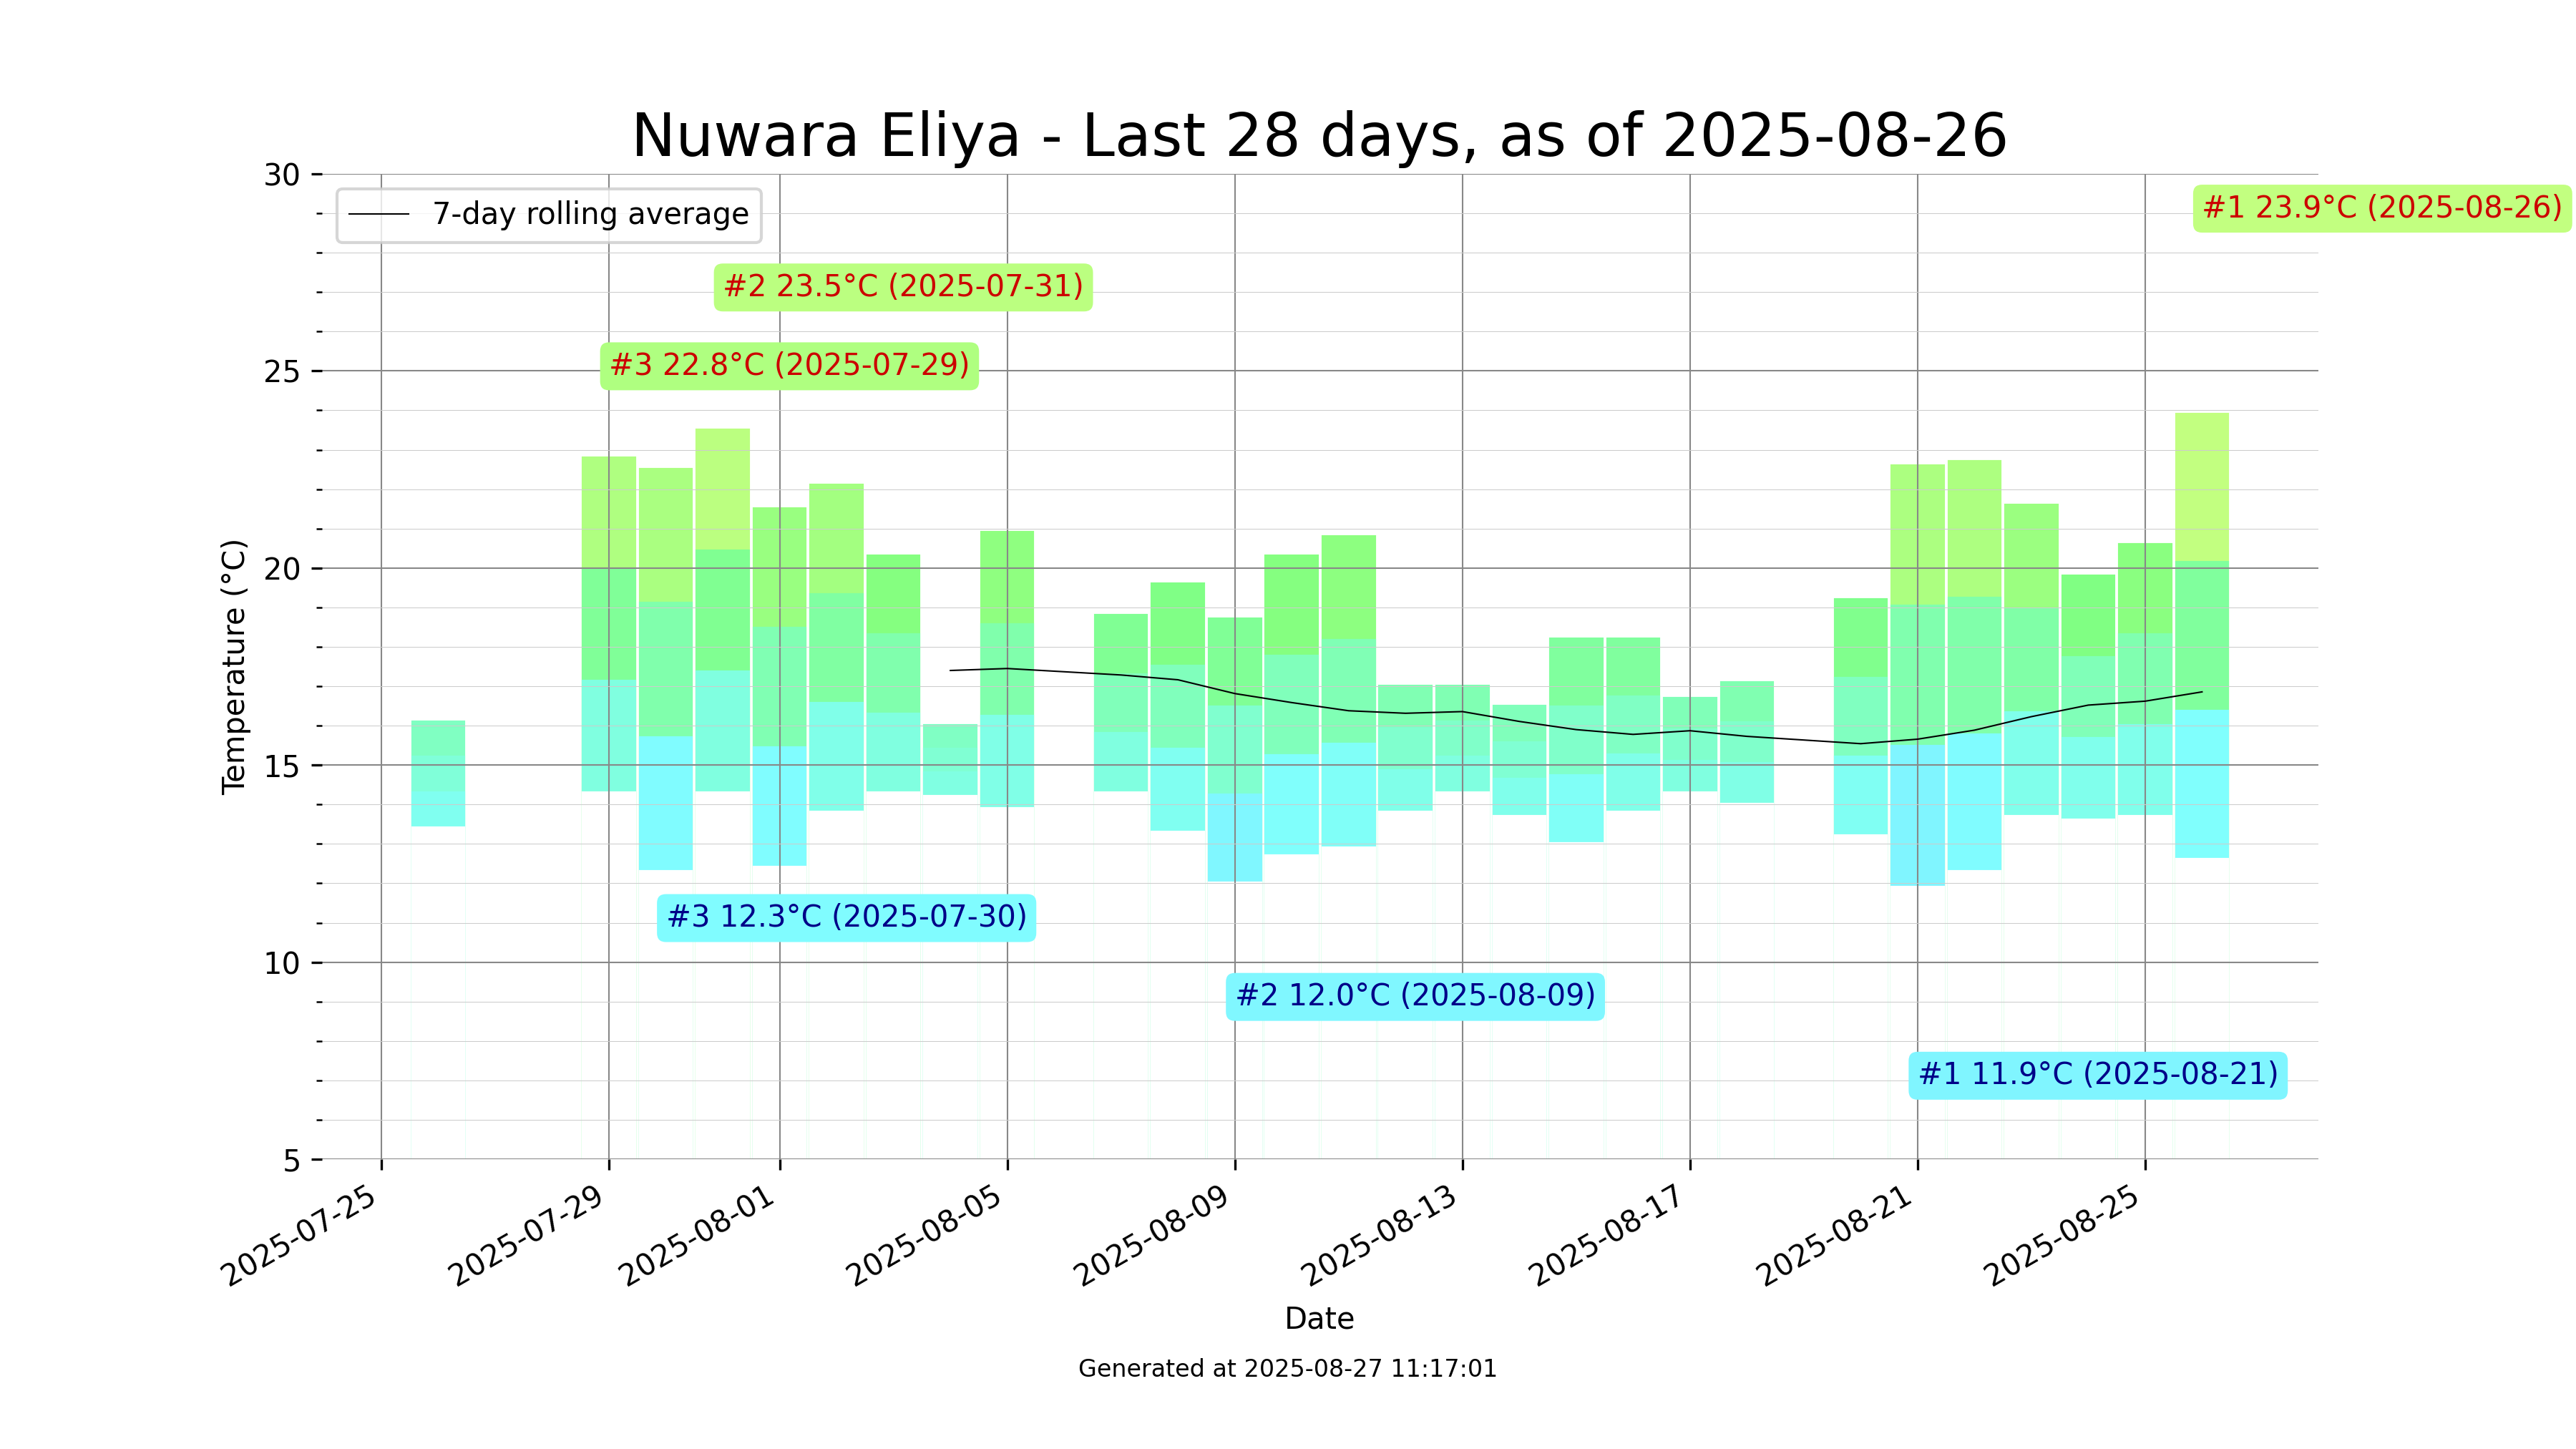 Nuwara Eliya - Last 28 days, as of 2025-08-26
7-day rolling average
#1 23.9°C (2025-08-26)
#2 23.5°C (2025-07-31)
#3 22.8°C (2025-07-29)
#3 12.3°C (2025-07-30)
#2 12.0°C (2025-08-09)
#1 11.9°C (2025-08-21)
Temperature (°C)
30
25
20
15
10
5
2025-07-25
2025-07-29
2025-08-01
2025-08-05
2025-08-09
2025-08-13
2025-08-17
2025-08-21
2025-08-25
Date
Generated at 2025-08-27 11:17:01